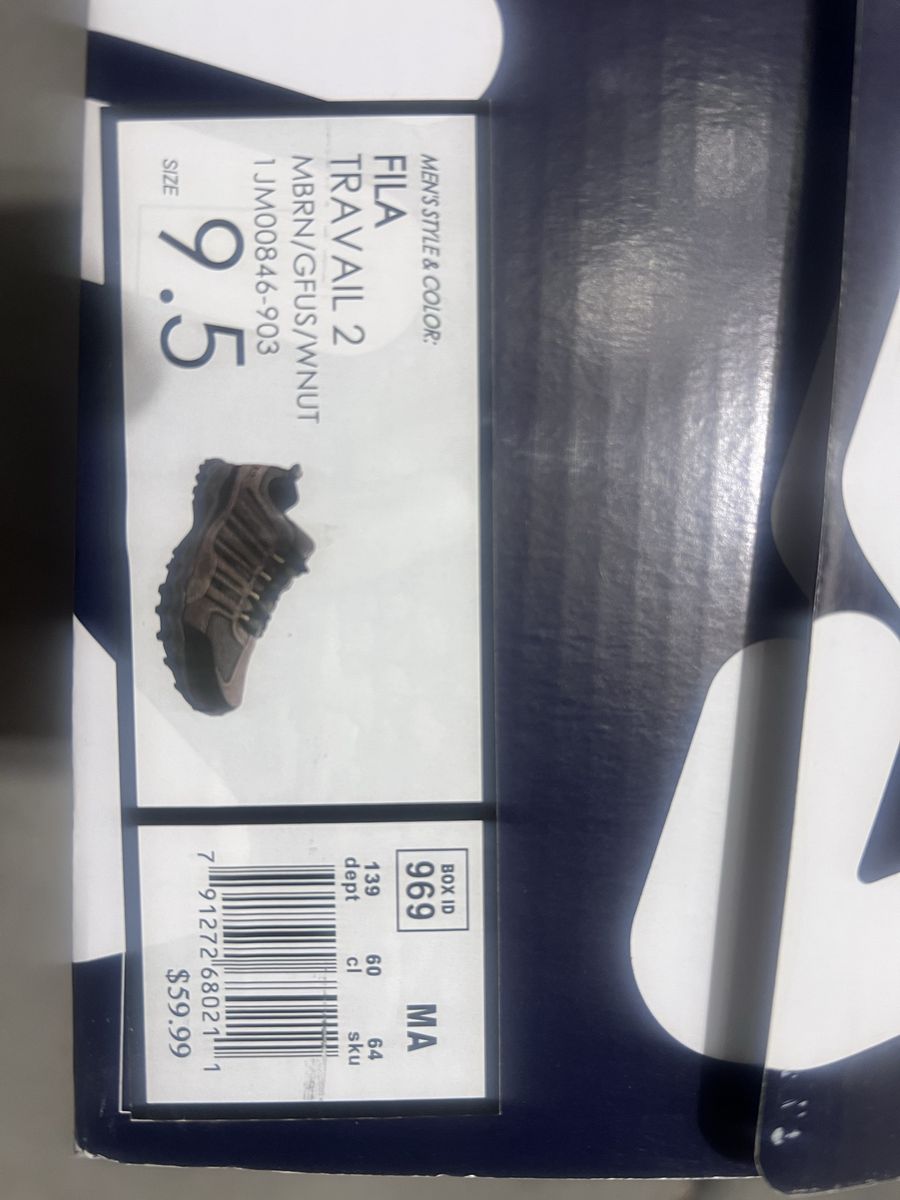 MEN'S STYLE & COLOR:
FILA
TRAVAIL 2
MBRN/GFUS/WNUT
1JM00846-903
SIZE
9.5
BOX ID
969
MA
139 60 64
dept cl sku
7 91272 68021 1
$59.99